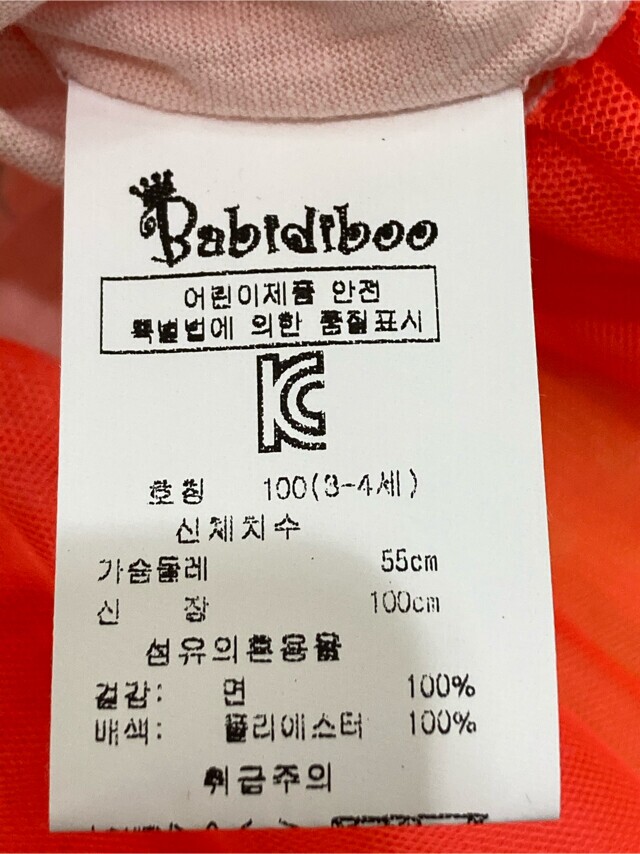 Babidiboo
어린이제품 안전
특별법에 의한 품질표시
KC
호칭 100(3-4세)
신체치수
가슴둘레 55cm
신 장 100cm
섬유의혼용율
겉감: 면 100%
배색: 폴리에스터 100%
취급주의